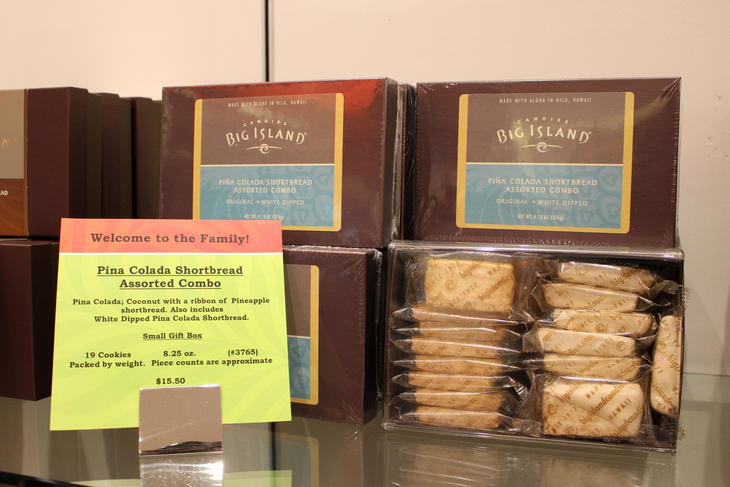 MADE WITH ALOHA IN HILO, HAWAII
CANDIES
BIG ISLAND
PIÑA COLADA SHORTBREAD
ASSORTED COMBO
ORIGINAL • WHITE DIPPED
MADE WITH ALOHA IN HILO, HAWAII
CANDIES
BIG ISLAND
PIÑA COLADA SHORTBREAD
ASSORTED COMBO
ORIGINAL • WHITE DIPPED
Welcome to the Family!
Pina Colada Shortbread
Assorted Combo
Pina Colada; Coconut with a ribon of Pineapple
shortbread. Also includes
White Dipped Pina Colada Shortbread.
Small Gift Box
19 Cookies 8.25 oz. (#3765)
Packed by weight. Piece counts are approximate
$15.50